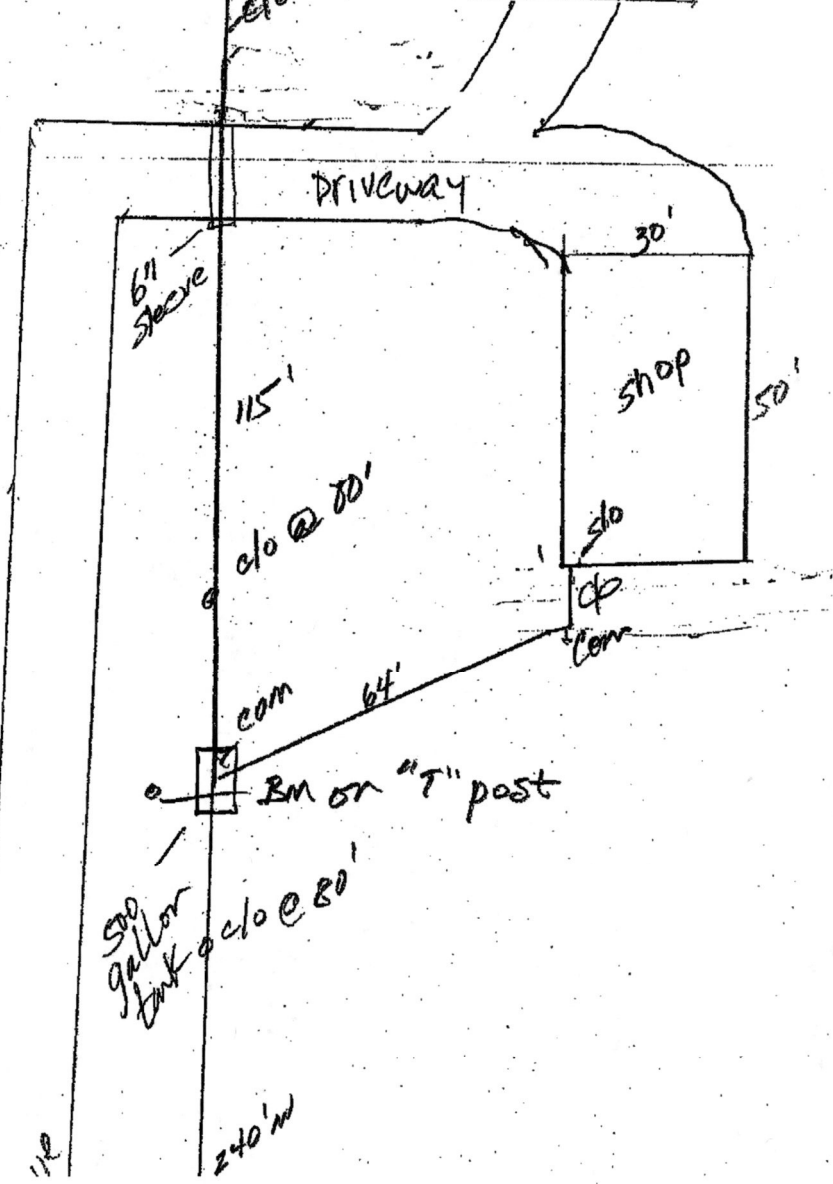 c/o
Driveway
30'
6"
sleeve
shop
50'
115'
c/o @ 80'
c/o
Com
64'
com
BM on "T" post
500
gallon
tank
c/o @ 80'
240'